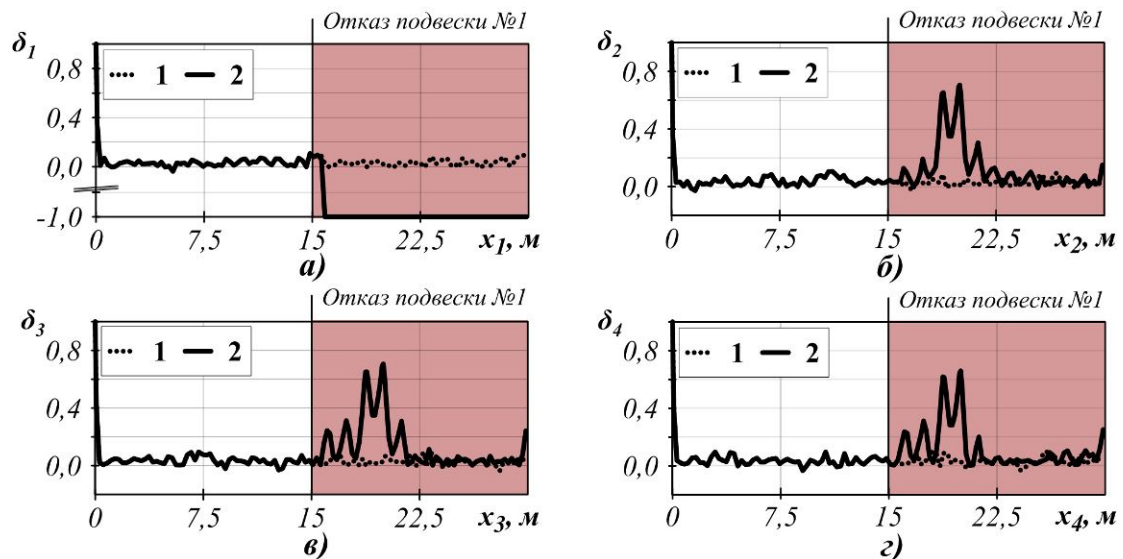 Отказ подвески №1
δ1
0,8
0,4
0,0
-1,0
1 2
0 7,5 15 22,5 x1, м
а)
Отказ подвески №1
δ2
0,8
0,4
0,0
1 2
0 7,5 15 22,5 x2, м
б)
Отказ подвески №1
δ3
0,8
0,4
0,0
1 2
0 7,5 15 22,5 x3, м
в)
Отказ подвески №1
δ4
0,8
0,4
0,0
1 2
0 7,5 15 22,5 x4, м
г)